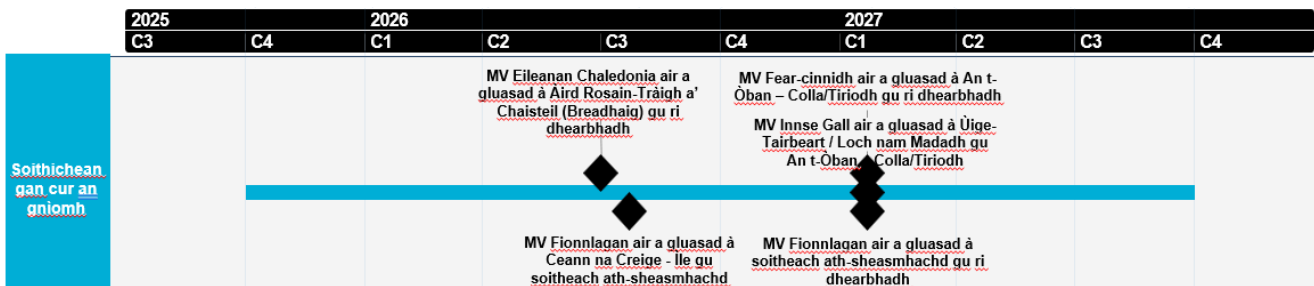 2025 2026 2027
C3 C4 C1 C2 C3 C4 C1 C2 C3 C4
MV Eileanan Chaledonia air a
gluasad à Àird Rosain-Tràigh a’
Chaisteil (Breadhaig) gu ri
dhearbhadh
MV Fear-cinnidh air a gluasad à An t-
Òban – Colla/Tiriodh gu ri dhearbhadh
MV Innse Gall air a gluasad à Ùige-
Tairbeart / Loch nam Madadh gu
An t-Òban – Colla/Tiriodh
Soithichean
gan cur an
gniomh
MV Fionnlagan air a gluasad à
Ceann na Creige - Ìle gu
soitheach ath-sheasmhachd
MV Fionnlagan air a gluasad à
soitheach ath-sheasmhachd gu ri
dhearbhadh